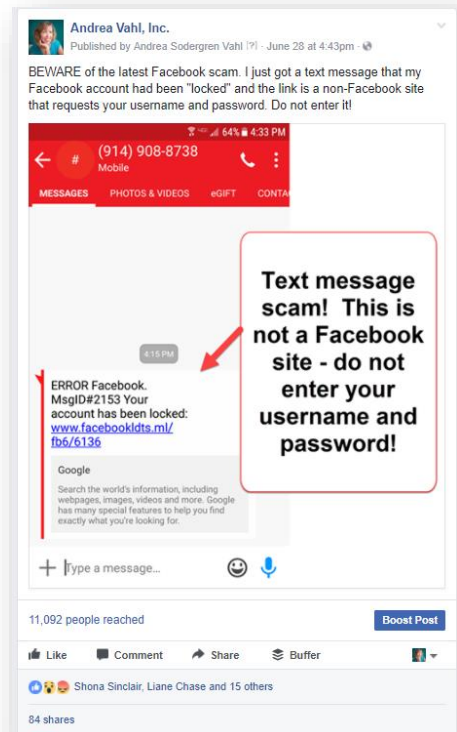 Andrea Vahl, Inc.
Published by Andrea Sodergren Vahl [?] · June 28 at 4:43pm ·
BEWARE of the latest Facebook scam. I just got a text message that my
Facebook account had been "locked" and the link is a non-Facebook site
that requests your username and password. Do not enter it!
64% 4:33 PM
# (914) 908-8738
Mobile
MESSAGES PHOTOS & VIDEOS eGIFT CONTA
Text message
scam! This is
not a Facebook
site - do not
enter your
username and
password!
4:15 PM
ERROR Facebook.
MsgID#2153 Your
account has been locked:
www.facebookldts.ml/
fb6/6136
Google
Search the world's information, including
webpages, images, videos and more. Google
has many special features to help you find
exactly what you're looking for.
Type a message...
11,092 people reached
Boost Post
Like Comment Share Buffer
Shona Sinclair, Liane Chase and 15 others
84 shares